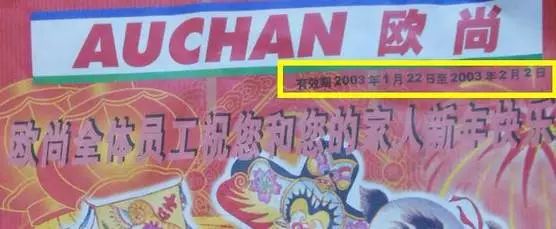 AUCHAN 欧尚
有效期2003年1月22日至2003年2月2日
欧尚全体员工祝您和您的家人新年快乐